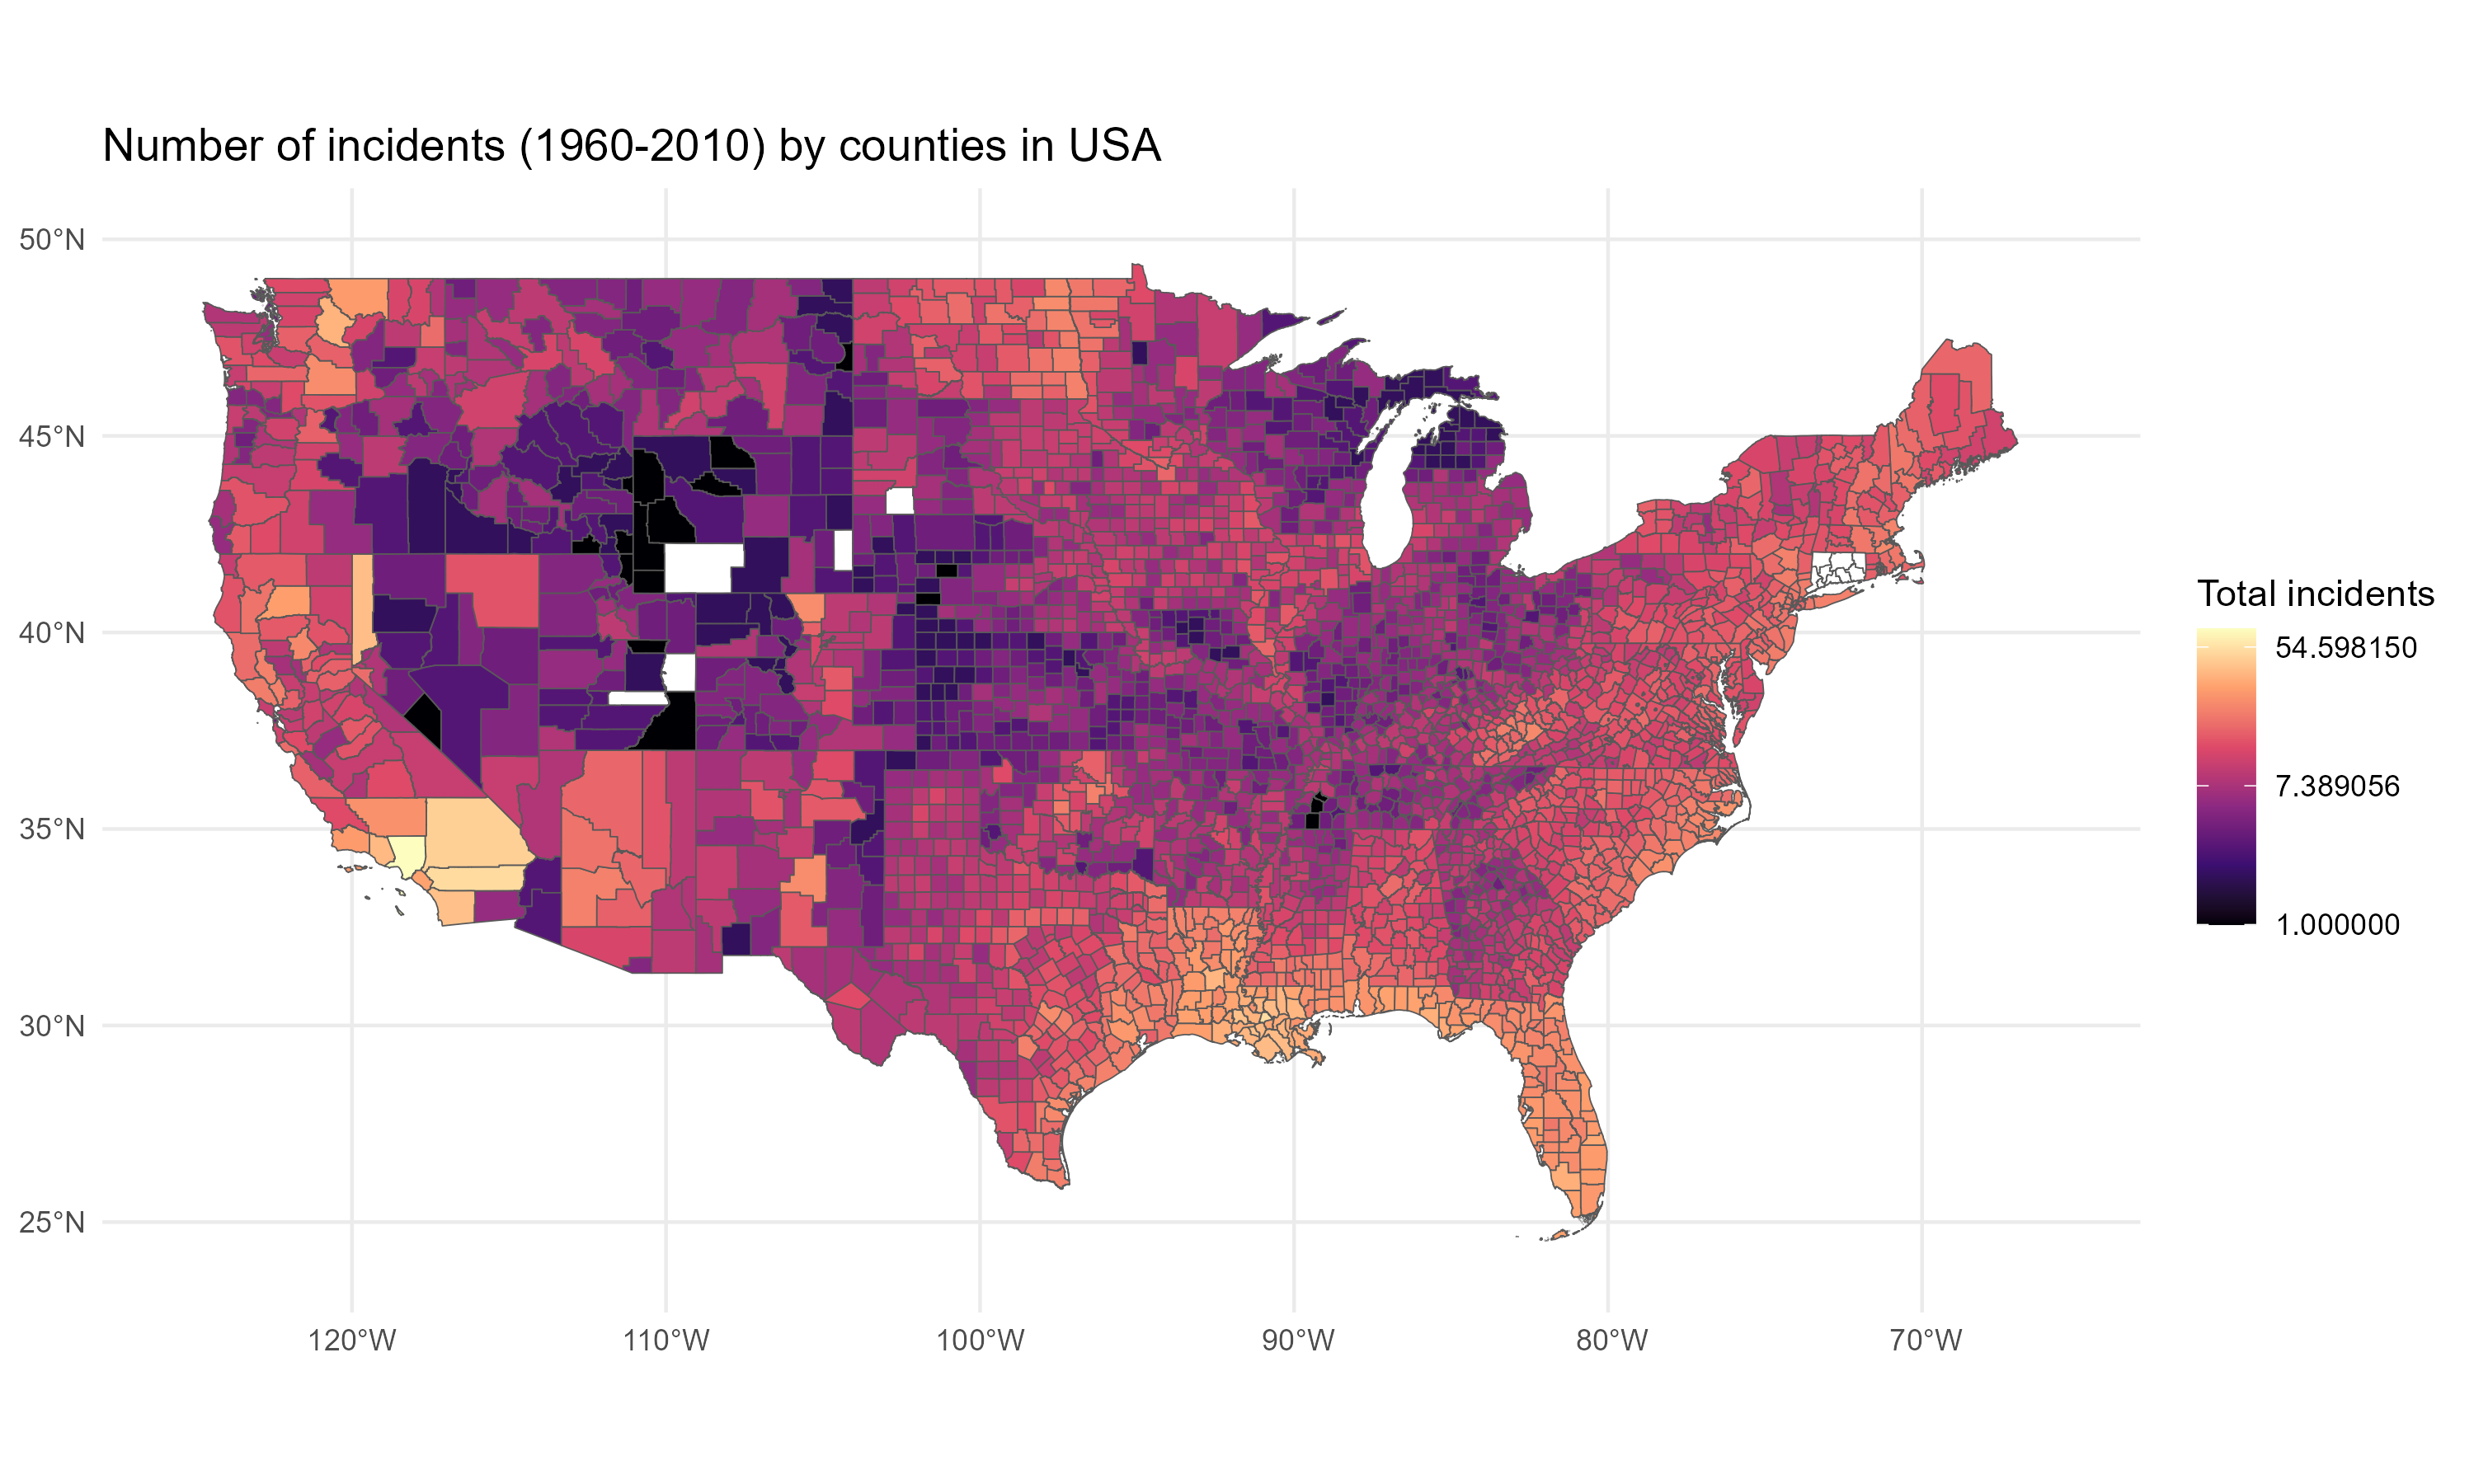 Number of incidents (1960-2010) by counties in USA
50°N
45°N
40°N
35°N
30°N
25°N
120°W
110°W
100°W
90°W
80°W
70°W
Total incidents
54.598150
7.389056
1.000000